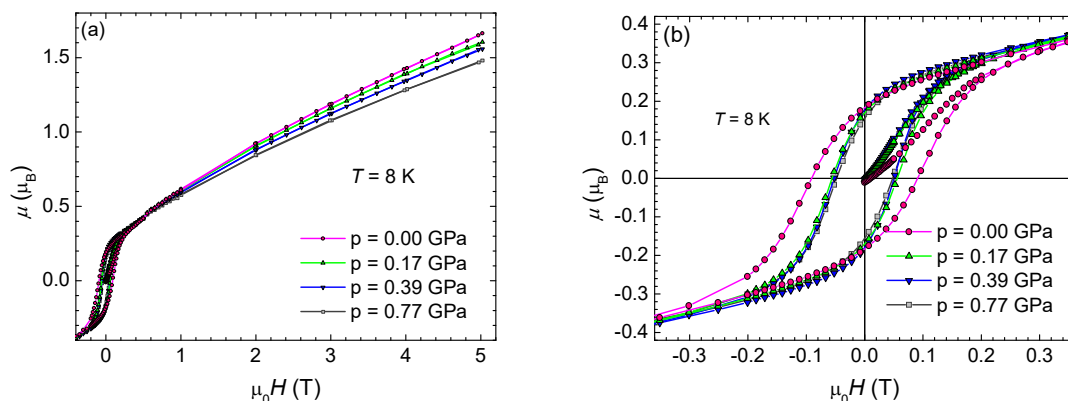 (a)
1.5
1.0
0.5
0.0
μ (μB)
T = 8 K
p = 0.00 GPa
p = 0.17 GPa
p = 0.39 GPa
p = 0.77 GPa
0 1 2 3 4 5
μ0H (T)
(b)
0.4
0.3
0.2
0.1
0.0
-0.1
-0.2
-0.3
-0.4
μ (μB)
T = 8 K
p = 0.00 GPa
p = 0.17 GPa
p = 0.39 GPa
p = 0.77 GPa
-0.3 -0.2 -0.1 0.0 0.1 0.2 0.3
μ0H (T)